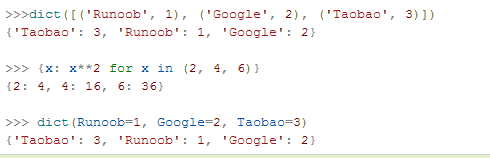 >>>dict([('Runoob', 1), ('Google', 2), ('Taobao', 3)])
{'Taobao': 3, 'Runoob': 1, 'Google': 2}
>>> {x: x**2 for x in (2, 4, 6)}
{2: 4, 4: 16, 6: 36}
>>> dict(Runoob=1, Google=2, Taobao=3)
{'Taobao': 3, 'Runoob': 1, 'Google': 2}